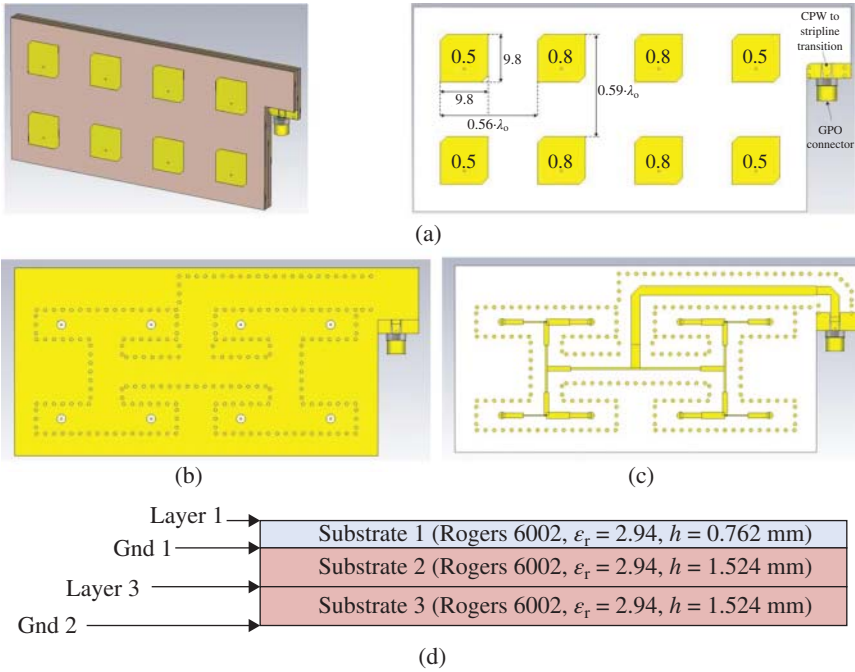 CPW to
stripline
transition
0.5 0.8 0.8 0.5
9.8
9.8
0.56·λₒ
0.59·λₒ
GPO
connector
0.5 0.8 0.8 0.5
(a)
(b)
(c)
Layer 1
Substrate 1 (Rogers 6002, εᵣ = 2.94, h = 0.762 mm)
Gnd 1
Substrate 2 (Rogers 6002, εᵣ = 2.94, h = 1.524 mm)
Layer 3
Substrate 3 (Rogers 6002, εᵣ = 2.94, h = 1.524 mm)
Gnd 2
(d)